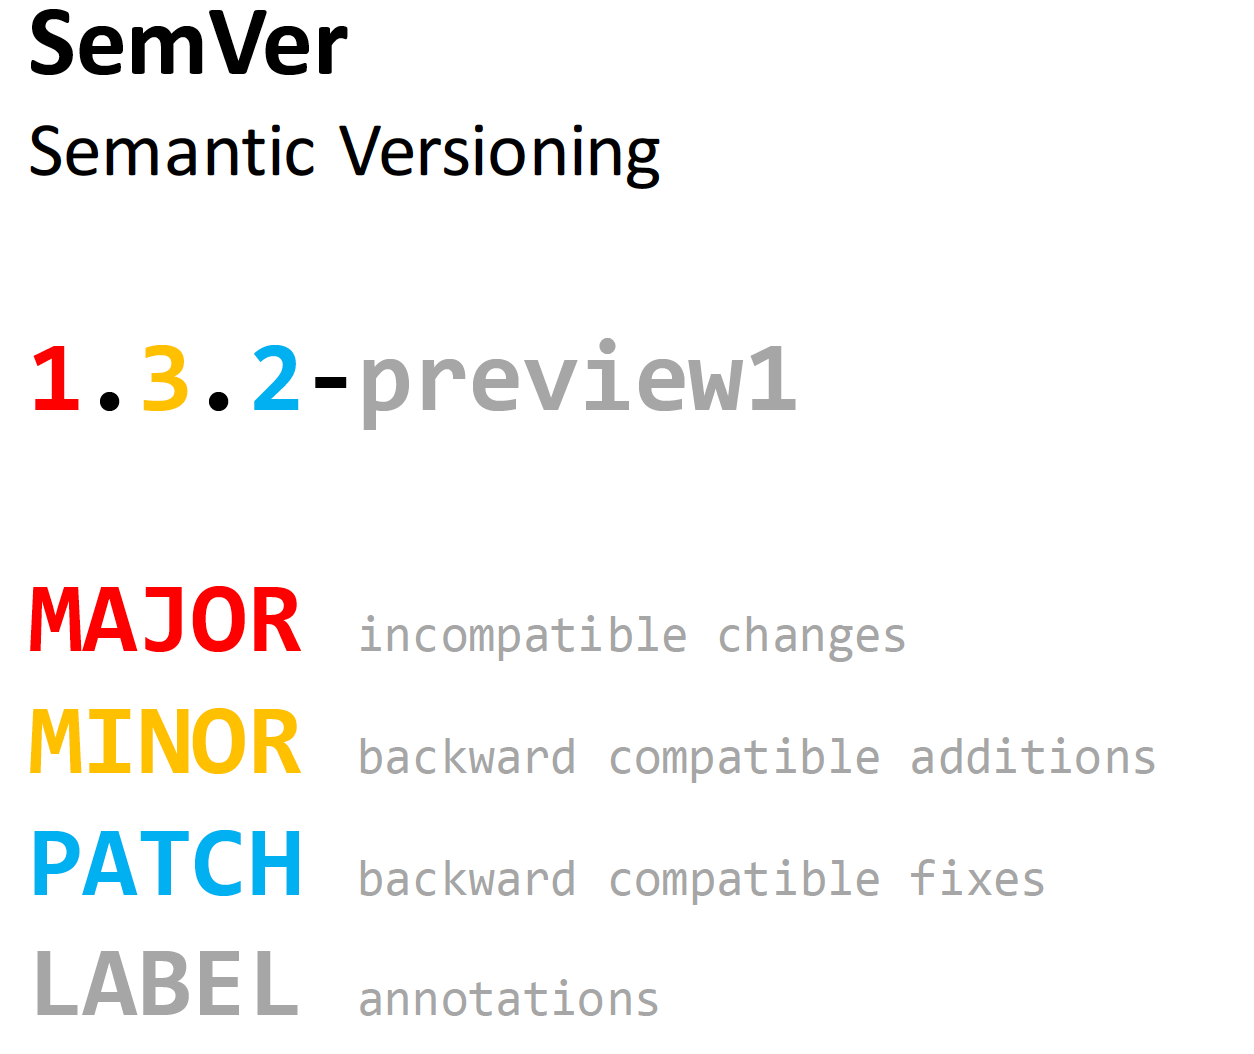 SemVer
Semantic Versioning
1.3.2-preview1
MAJOR incompatible changes
MINOR backward compatible additions
PATCH backward compatible fixes
LABEL annotations